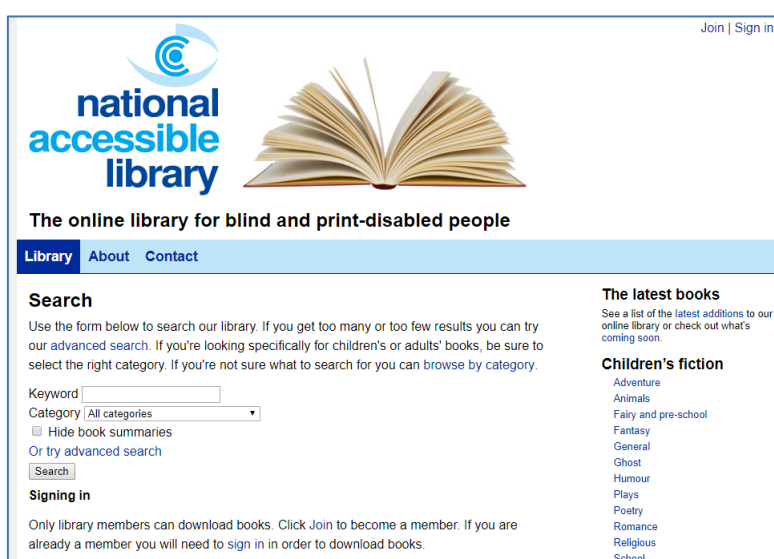 Join | Sign in
national
accessible
library
The online library for blind and print-disabled people
Library About Contact
Search
Use the form below to search our library. If you get too many or too few results you can try
our advanced search. If you're looking specifically for children's or adults' books, be sure to
select the right category. If you're not sure what to search for you can browse by category.
Keyword
Category All categories
Hide book summaries
Or try advanced search
Search
Signing in
Only library members can download books. Click Join to become a member. If you are
already a member you will need to sign in in order to download books.
The latest books
See a list of the latest additions to our
online library or check out what's
coming soon.
Children's fiction
Adventure
Animals
Fairy and pre-school
Fantasy
General
Ghost
Humour
Plays
Poetry
Romance
Religious
School